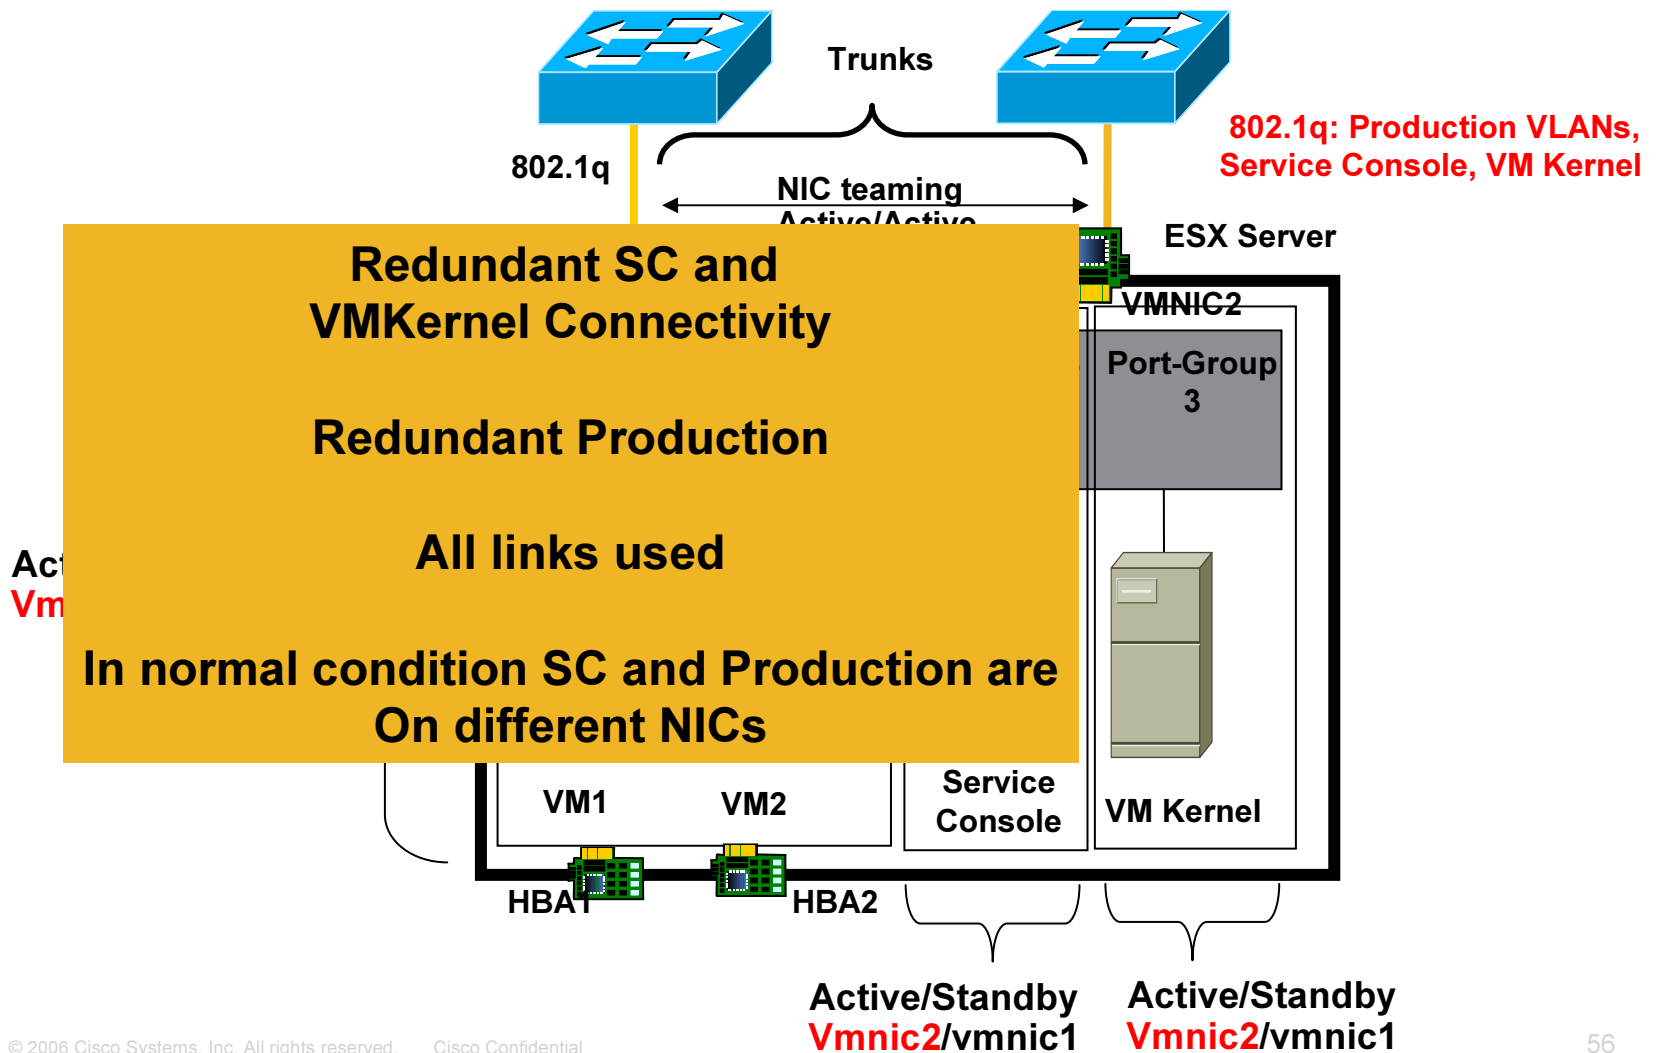 Trunks
802.1q: Production VLANs,
Service Console, VM Kernel
802.1q
NIC teaming
Active/Active
ESX Server
Redundant SC and
VMKernel Connectivity
VMNIC2
Port-Group
3
Redundant Production
All links used
In normal condition SC and Production are
On different NICs
VM1
VM2
Service
Console
VM Kernel
HBA1
HBA2
Active/Standby
Vmnic2/vmnic1
Active/Standby
Vmnic2/vmnic1
© 2006 Cisco Systems, Inc. All rights reserved.
Cisco Confidential
56